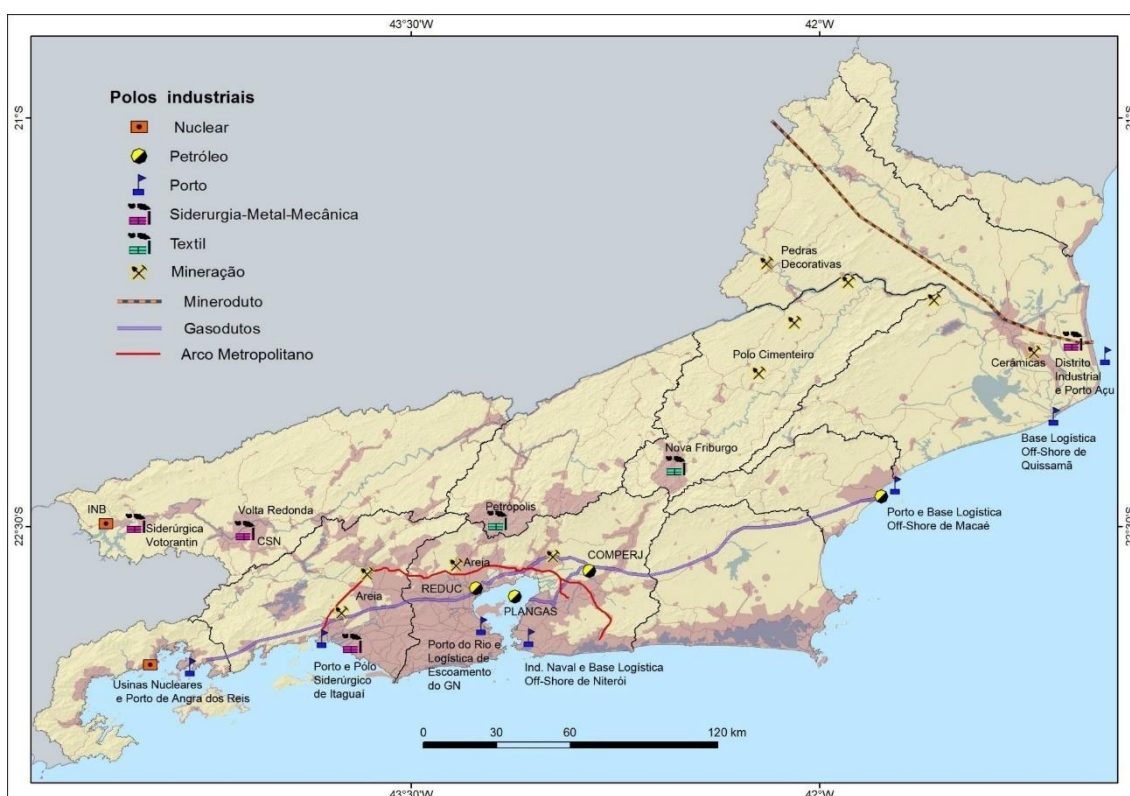 43°30'W
42°W
21°S
21°S
Polos industriais
Nuclear
Petróleo
Porto
Siderurgia-Metal-Mecânica
Textil
Mineração
Mineroduto
Gasodutos
Arco Metropolitano
Pedras
Decorativas
Polo Cimenteiro
Cerâmicas
Distrito
Industrial
e Porto Açu
Base Logística
Off-Shore de
Quissamã
Nova Friburgo
Petrópolis
Volta Redonda
CSN
INB
Siderúrgica
Votorantin
22°30'S
22°30'S
Porto e Base Logística
Off-Shore de Macaé
COMPERJ
Areia
REDUC
PLANGAS
Areia
Porto e Pólo
Siderúrgico
de Itaguaí
Porto do Rio e
Logística de
Escoamento
do GN
Ind. Naval e Base Logística
Off-Shore de Niterói
Usinas Nucleares
e Porto de Angra dos Reis
0 30 60 120 km
43°30'W
42°W